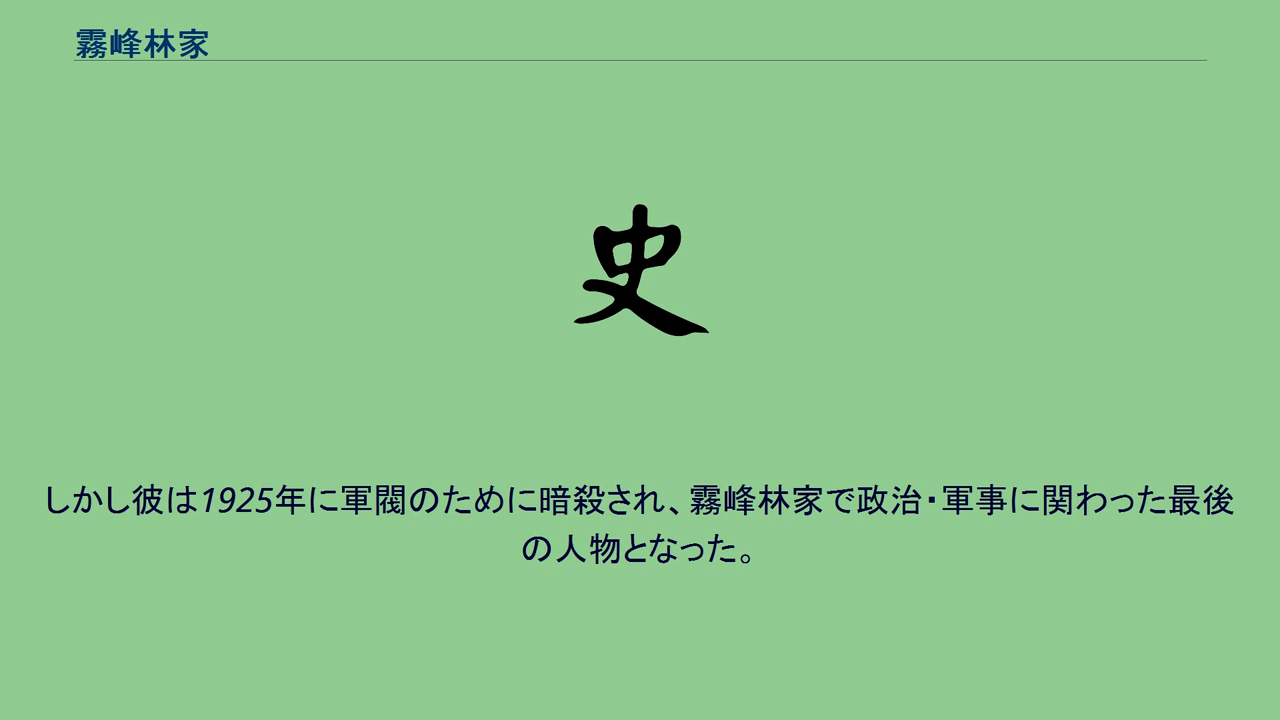 霧峰林家
史
しかし彼は1925年に軍閥のために暗殺され、霧峰林家で政治・軍事に関わった最後
の人物となった。